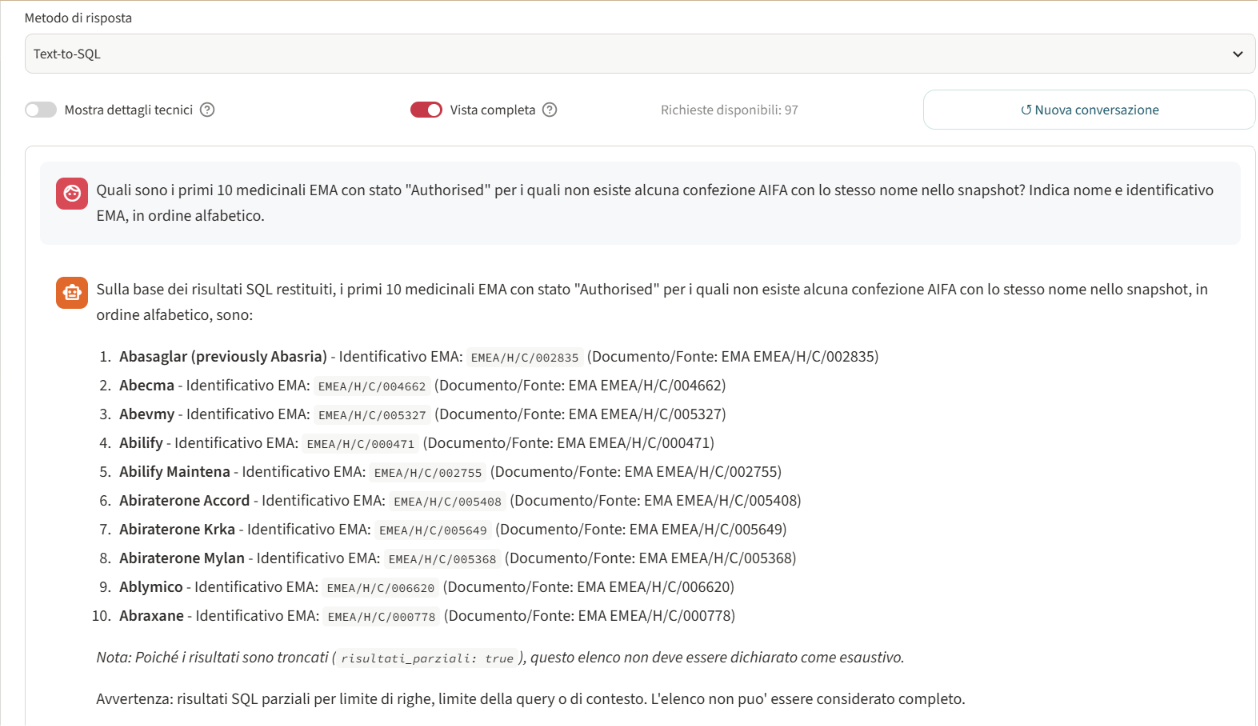 Metodo di risposta
Text-to-SQL
Mostra dettagli tecnici ?
Vista completa ?
Richieste disponibili: 97
↺ Nuova conversazione
Quali sono i primi 10 medicinali EMA con stato "Authorised" per i quali non esiste alcuna confezione AIFA con lo stesso nome nello snapshot? Indica nome e identificativo
EMA, in ordine alfabetico.
Sulla base dei risultati SQL restituiti, i primi 10 medicinali EMA con stato "Authorised" per i quali non esiste alcuna confezione AIFA con lo stesso nome nello snapshot, in
ordine alfabetico, sono:
1. Abasaglar (previously Abasria) - Identificativo EMA: EMEA/H/C/002835 (Documento/Fonte: EMA EMEA/H/C/002835)
2. Abecma - Identificativo EMA: EMEA/H/C/004662 (Documento/Fonte: EMA EMEA/H/C/004662)
3. Abevmy - Identificativo EMA: EMEA/H/C/005327 (Documento/Fonte: EMA EMEA/H/C/005327)
4. Abilify - Identificativo EMA: EMEA/H/C/000471 (Documento/Fonte: EMA EMEA/H/C/000471)
5. Abilify Maintena - Identificativo EMA: EMEA/H/C/002755 (Documento/Fonte: EMA EMEA/H/C/002755)
6. Abiraterone Accord - Identificativo EMA: EMEA/H/C/005408 (Documento/Fonte: EMA EMEA/H/C/005408)
7. Abiraterone Krka - Identificativo EMA: EMEA/H/C/005649 (Documento/Fonte: EMA EMEA/H/C/005649)
8. Abiraterone Mylan - Identificativo EMA: EMEA/H/C/005368 (Documento/Fonte: EMA EMEA/H/C/005368)
9. Ablymico - Identificativo EMA: EMEA/H/C/006620 (Documento/Fonte: EMA EMEA/H/C/006620)
10. Abraxane - Identificativo EMA: EMEA/H/C/000778 (Documento/Fonte: EMA EMEA/H/C/000778)
Nota: Poiché i risultati sono troncati ( risultati_parziali: true ), questo elenco non deve essere dichiarato come esaustivo.
Avvertenza: risultati SQL parziali per limite di righe, limite della query o di contesto. L'elenco non puo' essere considerato completo.